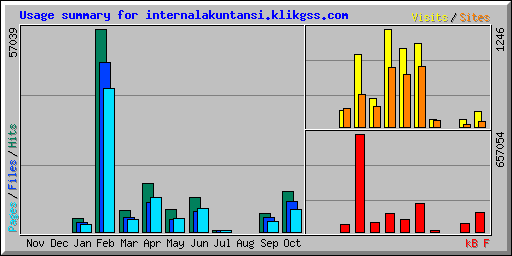 Usage summary for internalakuntansi.klikgss.com
Visits/Sites
57039
1246
Pages/Files/Hits
657054
Nov Dec Jan Feb Mar Apr May Jun Jul Aug Sep Oct
kB F